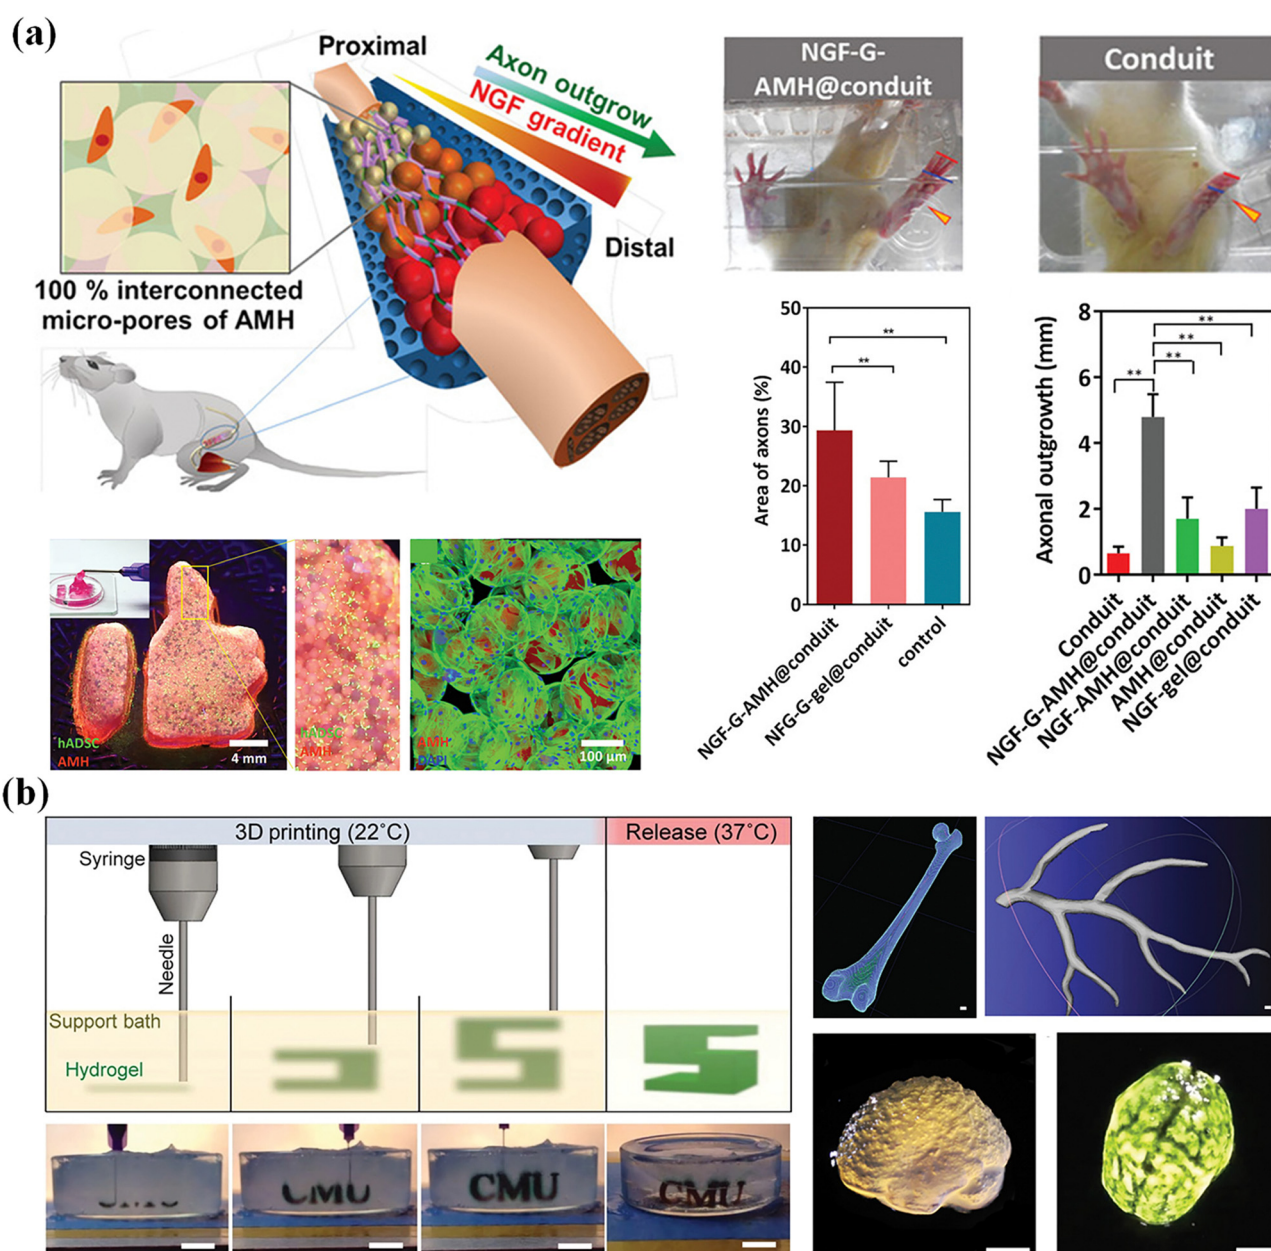 (a)
Proximal
Axon outgrow
NGF gradient
Distal
100 % interconnected
micro-pores of AMH
NGF-G-
AMH@conduit
Conduit
50
40
30
20
10
0
Area of axons (%)
**
**
NGF-G-AMH@conduit
NFG-G-gel@conduit
control
8
6
4
2
0
Axonal outgrowth (mm)
**
**
**
**
Conduit
NGF-G-AMH@conduit
NGF-AMH@conduit
AMH@conduit
NGF-gel@conduit
hADSC
AMH
4 mm
hADSC
AMH
AMH
DAPI
100 µm
(b)
3D printing (22˚C)
Release (37˚C)
Syringe
Needle
Support bath
Hydrogel
CMU
CMU
CMU
CMU